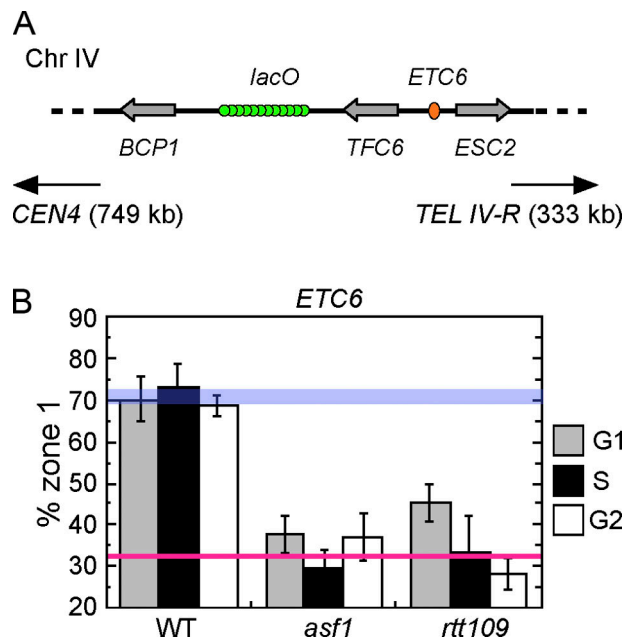 A
Chr IV
lacO
ETC6
BCP1
TFC6
ESC2
CEN4 (749 kb)
TEL IV-R (333 kb)
B
ETC6
% zone 1
90
80
70
60
50
40
30
20
G1
S
G2
WT
asf1
rtt109